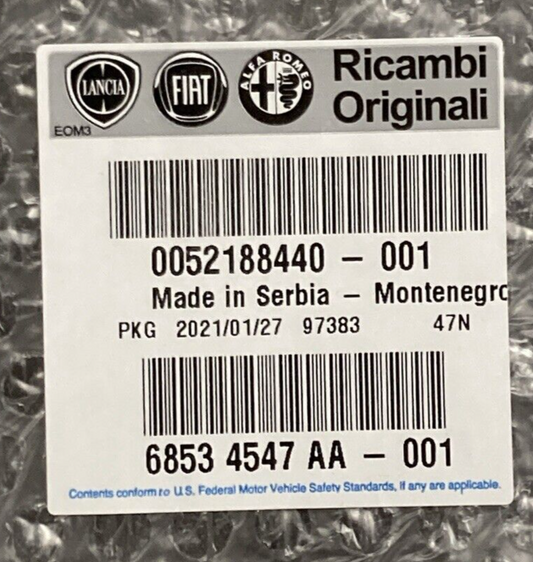 LANCIA FIAT ALFA ROMEO Ricambi
Originali
EOM3
0052188440 – 001
Made in Serbia – Montenegro
PKG 2021/01/27 97383 47N
6853 4547 AA – 001
Contents conform to U.S. Federal Motor Vehicle Safety Standards, If any are applicable.